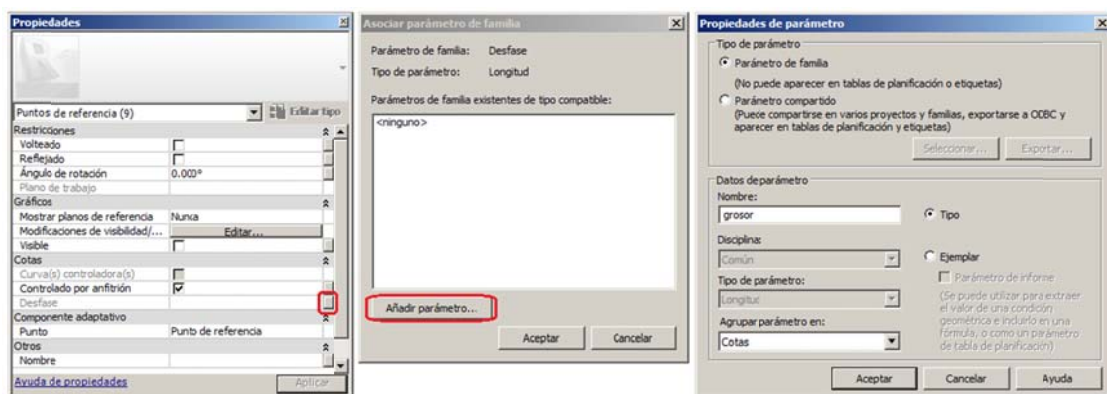 Propiedades
Puntos de referencia (9)
Editar tipo
Restricciones
Volteado
Reflejado
Ángulo de rotación 0.000°
Plano de trabajo
Gráficos
Mostrar planos de referencia Nunca
Modificaciones de visibilidad/... Editar...
Visible
Cotas
Curva(s) controladora(s)
Controlado por anfitrión
Desfase
Componente adaptativo
Punto Punto de referencia
Otros
Nombre
Ayuda de propiedades
Aplicar
Asociar parámetro de familia
Parámetro de familia: Desfase
Tipo de parámetro: Longitud
Parámetros de familia existentes de tipo compatible:
<ninguno>
Añadir parámetro...
Aceptar Cancelar
Propiedades de parámetro
Tipo de parámetro
Parámetro de familia
(No puede aparecer en tablas de planificación o etiquetas)
Parámetro compartido
(Puede compartirse en varios proyectos y familias, exportarse a ODBC y
aparecer en tablas de planificación y etiquetas)
Seleccionar... Exportar...
Datos de parámetro
Nombre:
grosor
Tipo
Disciplina:
Común
Ejemplar
Parámetro de informe
Tipo de parámetro:
Longitud
(Se puede utilizar para extraer
el valor de una condición
geométrica e incluirlo en una
fórmula, o como un parámetro
de tabla de planificación)
Agrupar parámetro en:
Cotas
Aceptar Cancelar Ayuda